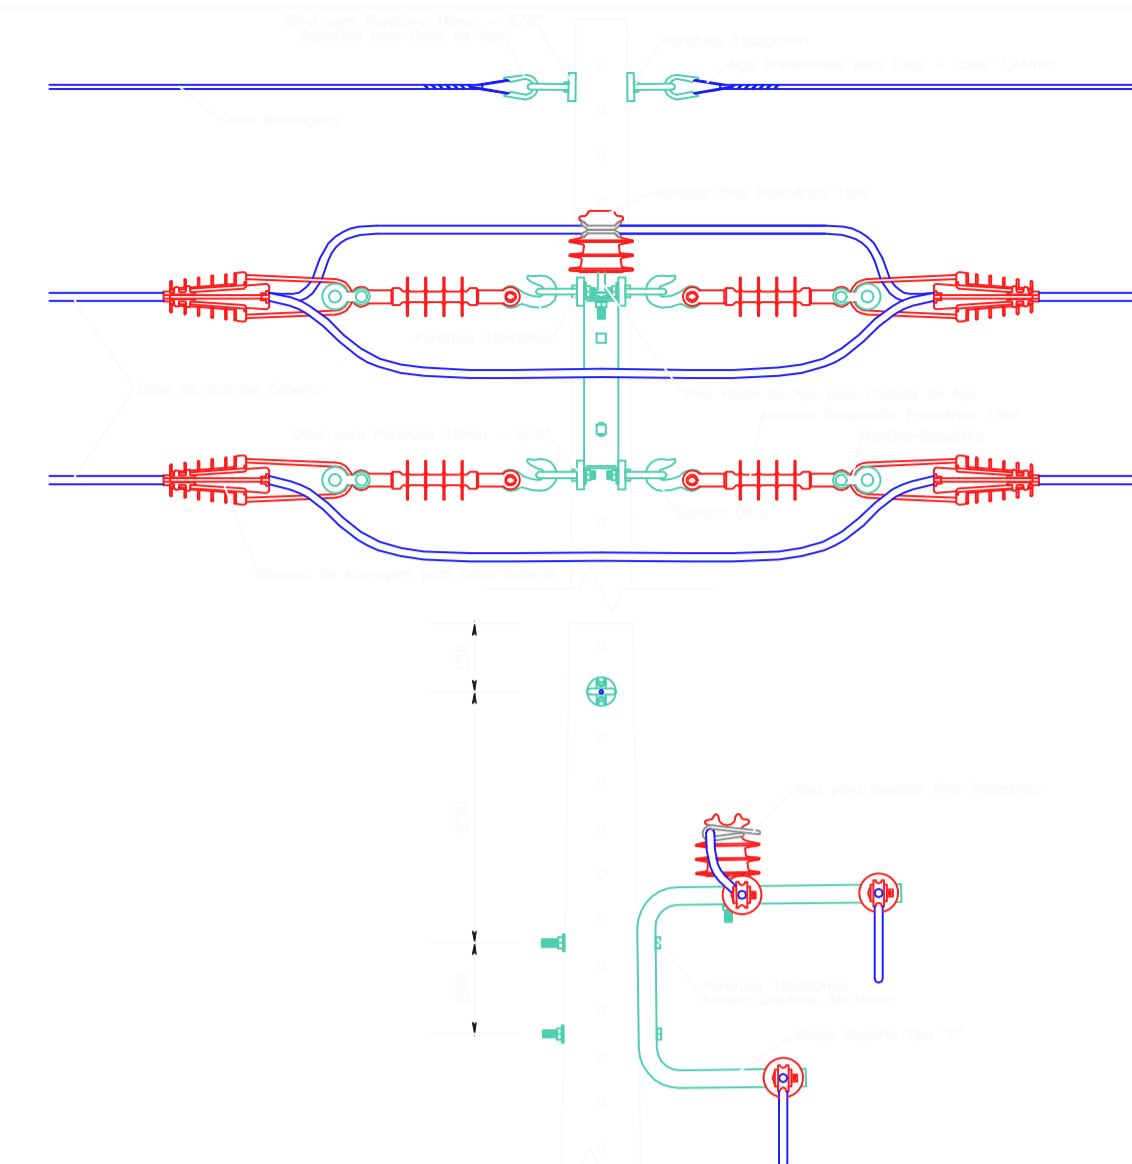 Olhal para Parafuso 16mm - 5/8"
Sapatilha para Cabo de Aço
Parafuso 16x200mm
Alça Preformada para Estai - Cabo 7,94mm
Cabo Mensageiro
Isolador Pino Polimérico 15kV
Parafuso 16x40mm
Cabo de Alumino Coberto
Pino Haste de Aço para Cruzeta de Aço
Isolador Suspensão Polimérico 15kV
Olhal para Parafuso 16mm - 5/8"
Manilha-Sapatilha
Gancho Olhal
Grampo de Ancoragem para Cabo Coberto
150
550
Anel para Isolador Pino Polimérico
200
Parafuso 16x250mm
Arruela Quadada 38x38mm
Braço Suporte Tipo "C"